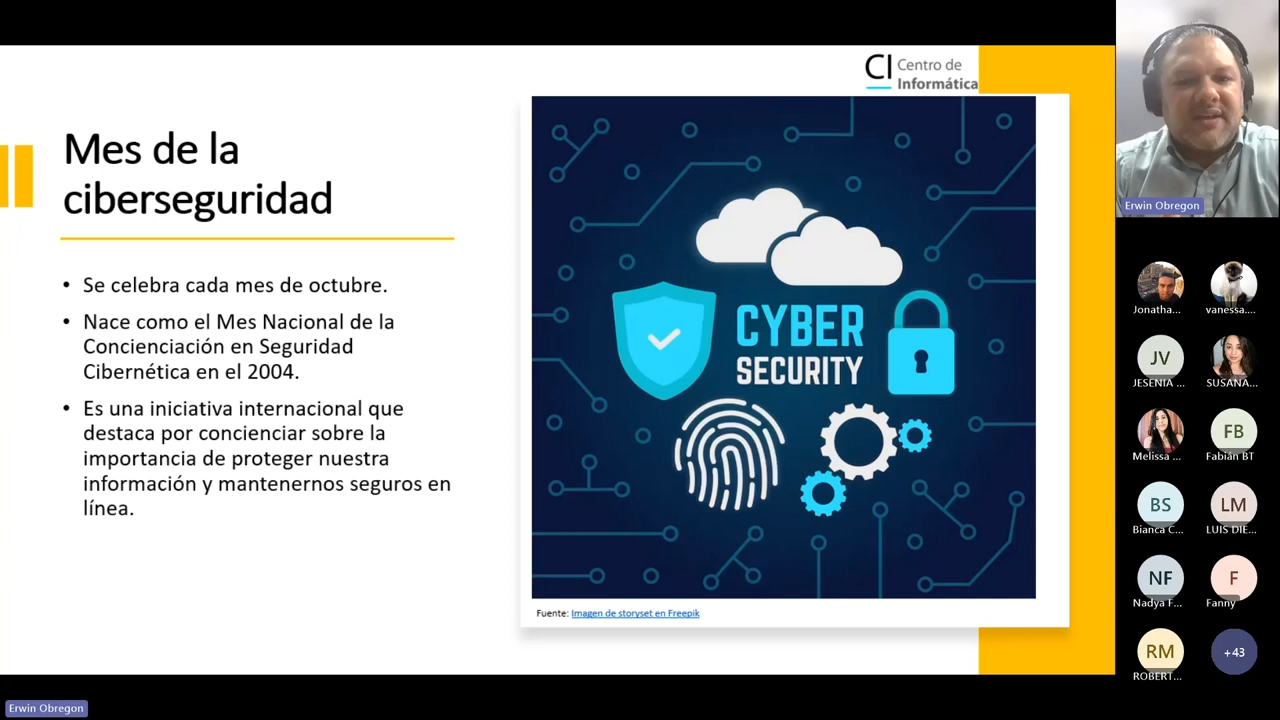 CI Centro de
Informática
Mes de la
ciberseguridad
• Se celebra cada mes de octubre.
• Nace como el Mes Nacional de la
Concienciación en Seguridad
Cibernética en el 2004.
• Es una iniciativa internacional que
destaca por concienciar sobre la
importancia de proteger nuestra
información y mantenernos seguros en
línea.
CYBER
SECURITY
Fuente: Imagen de storyset en Freepik
Erwin Obregon
Jonatha...
vanessa....
JV
JESENIA ...
SUSANA...
Melissa ...
FB
Fabián BT
BS
Bianca C...
LM
LUIS DIE...
NF
Nadya F...
F
Fanny
RM
ROBERT...
+43
Erwin Obregon